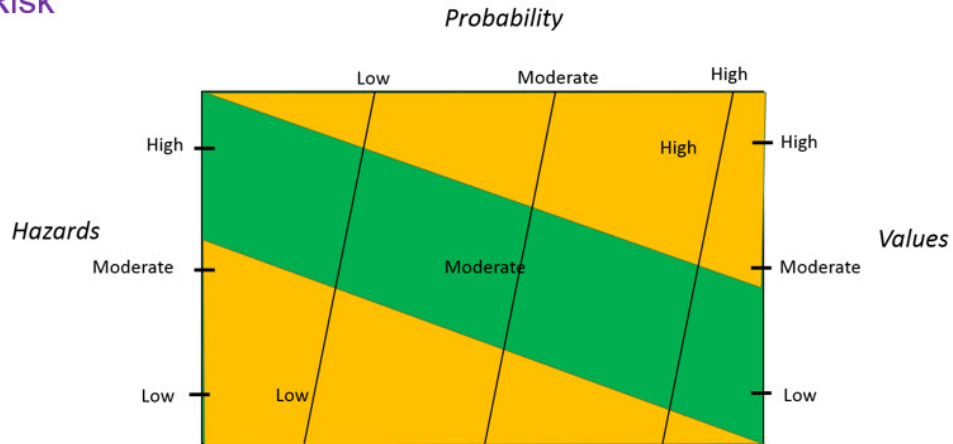 RISK
Probability
Low
Moderate
High
High
High
High
Hazards
Values
Moderate
Moderate
Moderate
Low
Low
Low